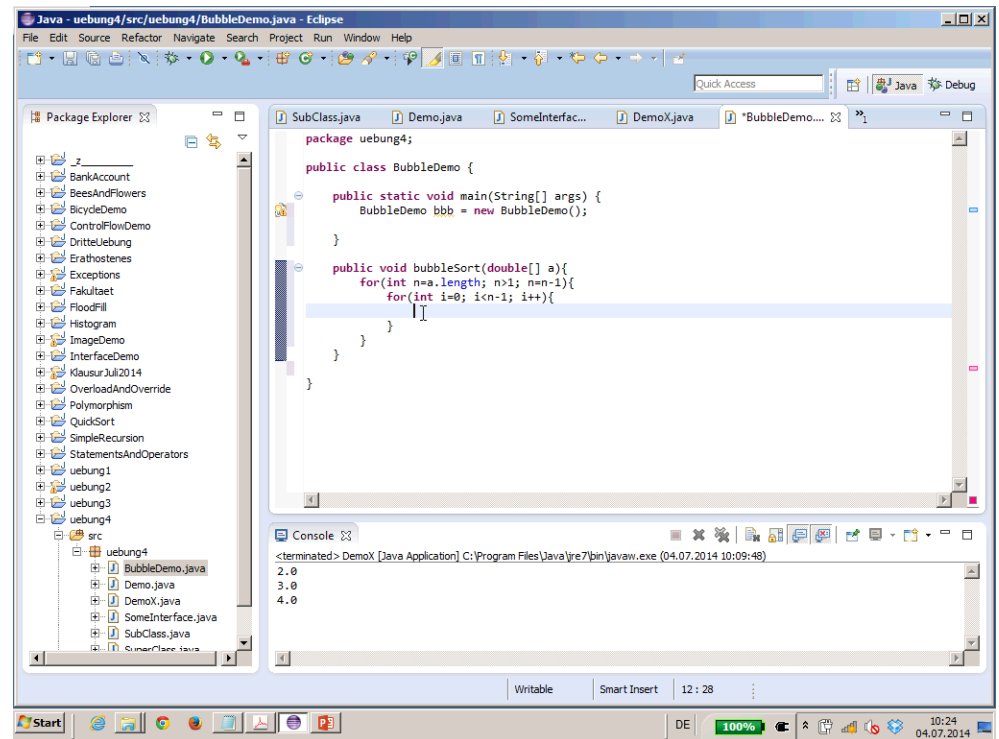 Java - uebung4/src/uebung4/BubbleDemo.java - Eclipse
File Edit Source Refactor Navigate Search Project Run Window Help
Quick Access
Java
Debug
Package Explorer
SubClass.java
Demo.java
SomeInterfac...
DemoX.java
*BubbleDemo....
»1
_z________
BankAccount
BeesAndFlowers
BicycleDemo
ControlFlowDemo
DritteUebung
Erathostenes
Exceptions
Fakultaet
FloodFill
Histogram
ImageDemo
InterfaceDemo
KlausurJuli2014
OverloadAndOverride
Polymorphism
QuickSort
SimpleRecursion
StatementsAndOperators
uebung1
uebung2
uebung3
uebung4
src
uebung4
BubbleDemo.java
Demo.java
DemoX.java
SomeInterface.java
SubClass.java
SuperClass.java
package uebung4;
public class BubbleDemo {
public static void main(String[] args) {
BubbleDemo bbb = new BubbleDemo();
}
public void bubbleSort(double[] a){
for(int n=a.length; n>1; n=n-1){
for(int i=0; i<n-1; i++){
}
}
}
}
Console
<terminated> DemoX [Java Application] C:\Program Files\Java\jre7\bin\javaw.exe (04.07.2014 10:09:48)
2.0
3.0
4.0
Writable
Smart Insert
12 : 28
Start
DE
100%
10:24
04.07.2014